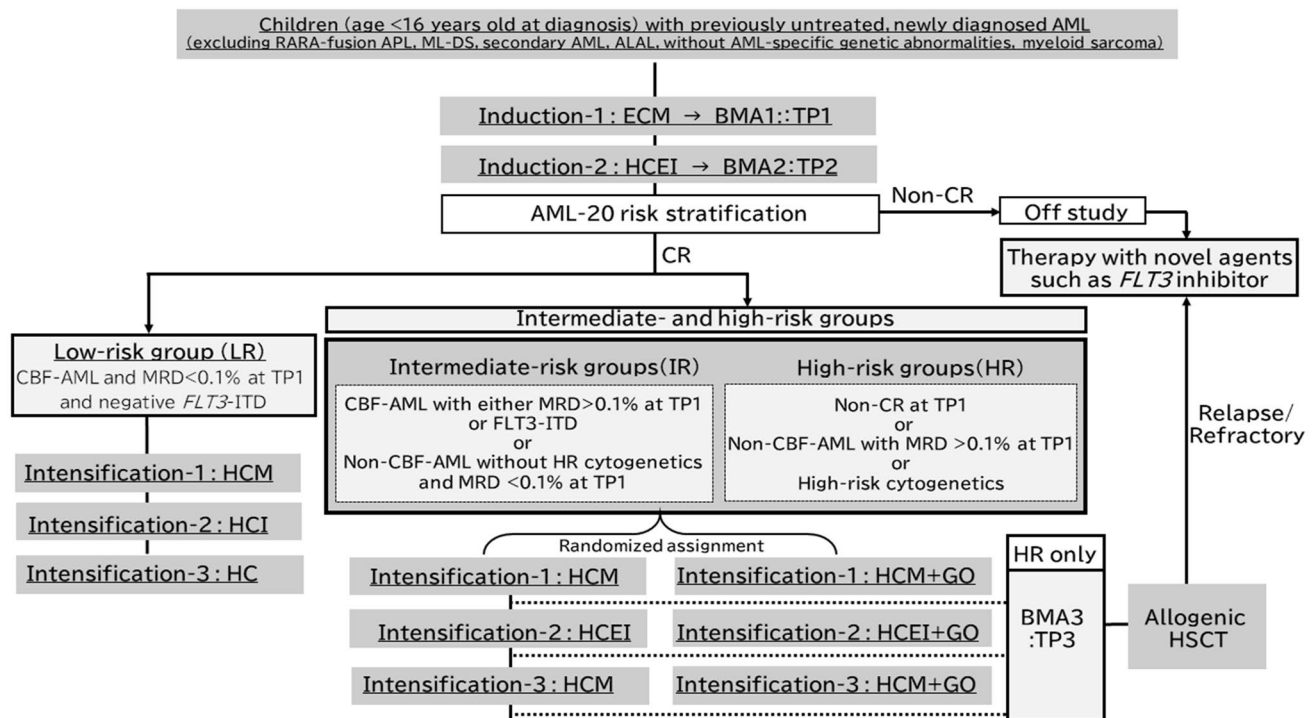 Children (age <16 years old at diagnosis) with previously untreated, newly diagnosed AML
(excluding RARA-fusion APL, ML-DS, secondary AML, ALAL, without AML-specific genetic abnormalities, myeloid sarcoma)
Induction-1 : ECM → BMA1::TP1
Induction-2 : HCEI → BMA2:TP2
AML-20 risk stratification
Non-CR
Off study
CR
Therapy with novel agents
such as FLT3 inhibitor
Intermediate- and high-risk groups
Low-risk group (LR)
CBF-AML and MRD<0.1% at TP1
and negative FLT3-ITD
Intermediate-risk groups(IR)
CBF-AML with either MRD>0.1% at TP1
or FLT3-ITD
or
Non-CBF-AML without HR cytogenetics
and MRD <0.1% at TP1
High-risk groups(HR)
Non-CR at TP1
or
Non-CBF-AML with MRD >0.1% at TP1
or
High-risk cytogenetics
Relapse/
Refractory
Intensification-1 : HCM
Intensification-2 : HCI
Intensification-3 : HC
Randomized assignment
Intensification-1 : HCM
Intensification-1 : HCM+GO
Intensification-2 : HCEI
Intensification-2 : HCEI+GO
Intensification-3 : HCM
Intensification-3 : HCM+GO
HR only
BMA3
:TP3
Allogenic
HSCT